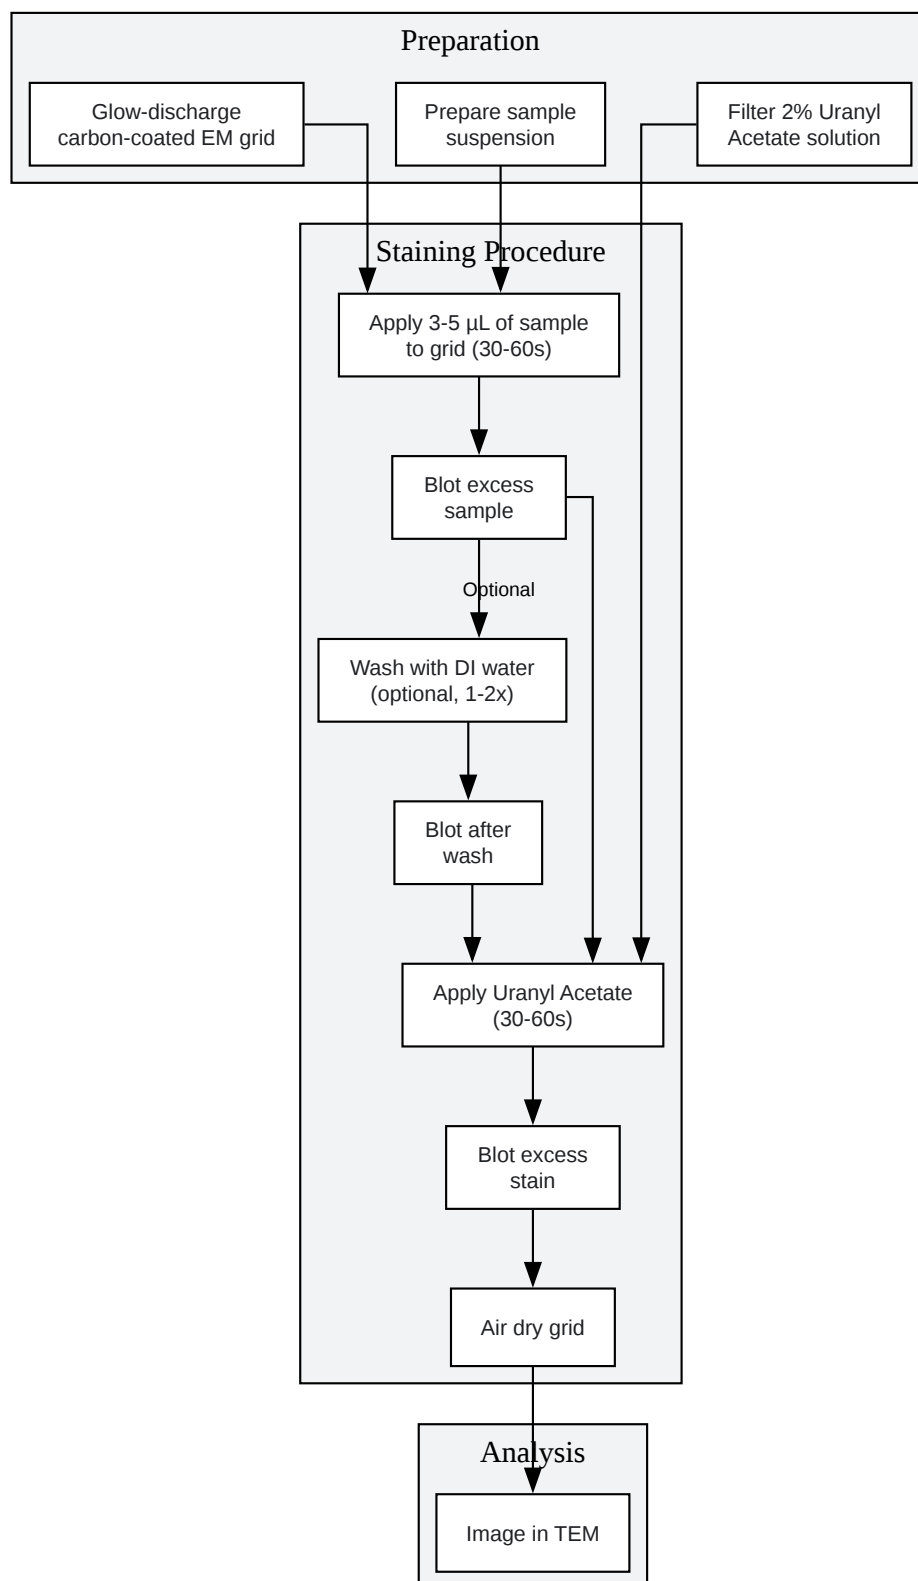 Preparation
Glow-discharge
carbon-coated EM grid
Prepare sample
suspension
Filter 2% Uranyl
Acetate solution
Staining Procedure
Apply 3-5 µL of sample
to grid (30-60s)
Blot excess
sample
Optional
Wash with DI water
(optional, 1-2x)
Blot after
wash
Apply Uranyl Acetate
(30-60s)
Blot excess
stain
Air dry grid
Analysis
Image in TEM